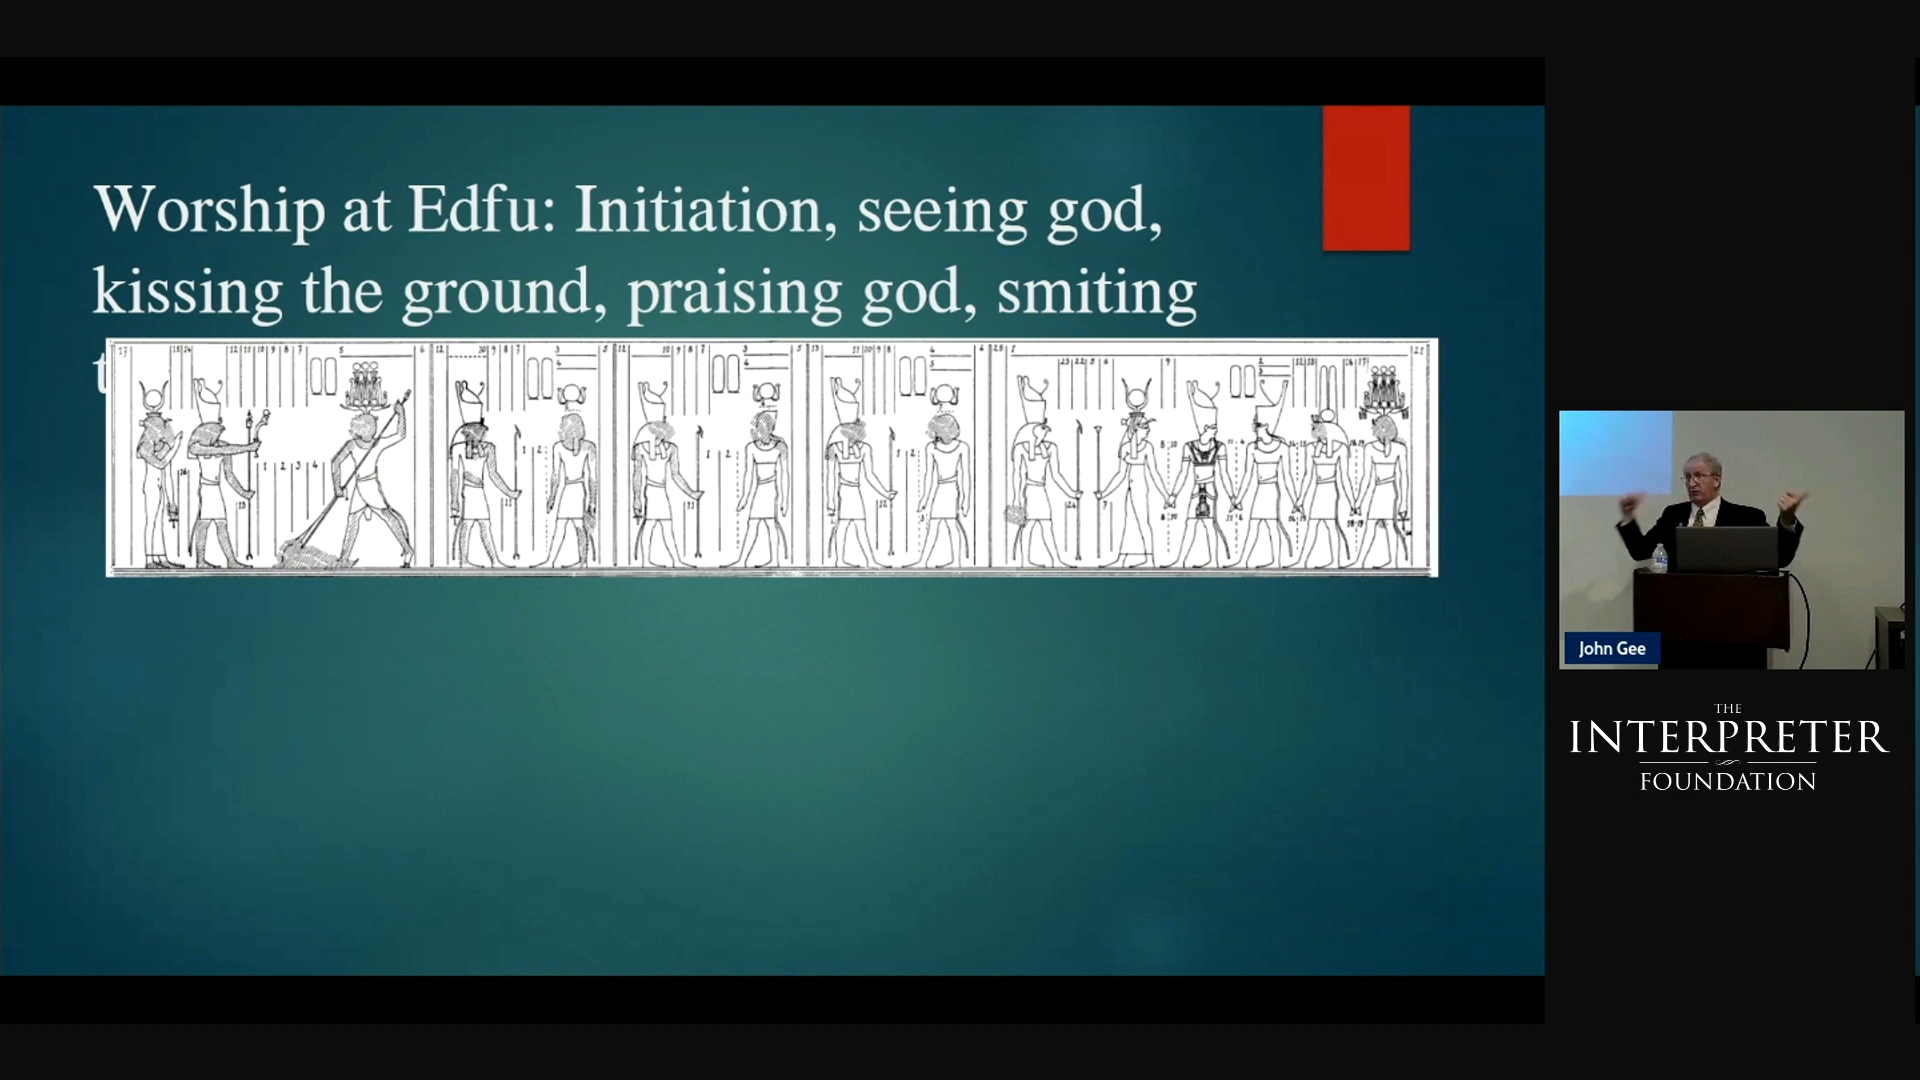 Worship at Edfu: Initiation, seeing god,
kissing the ground, praising god, smiting
John Gee
THE
INTERPRETER
FOUNDATION